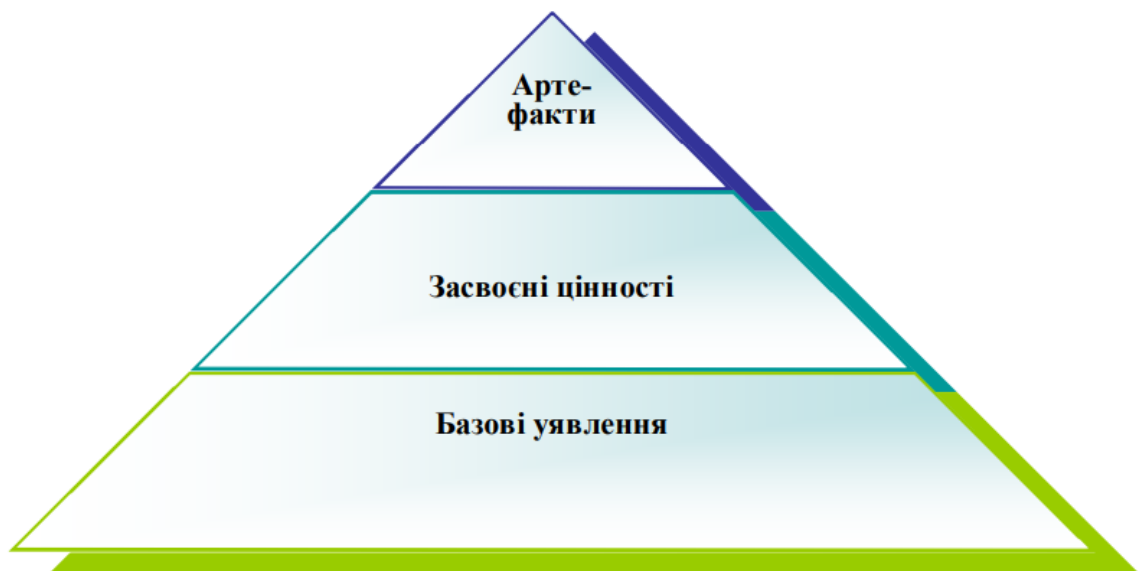 Арте-
факти
Засвоєні цінності
Базові уявлення